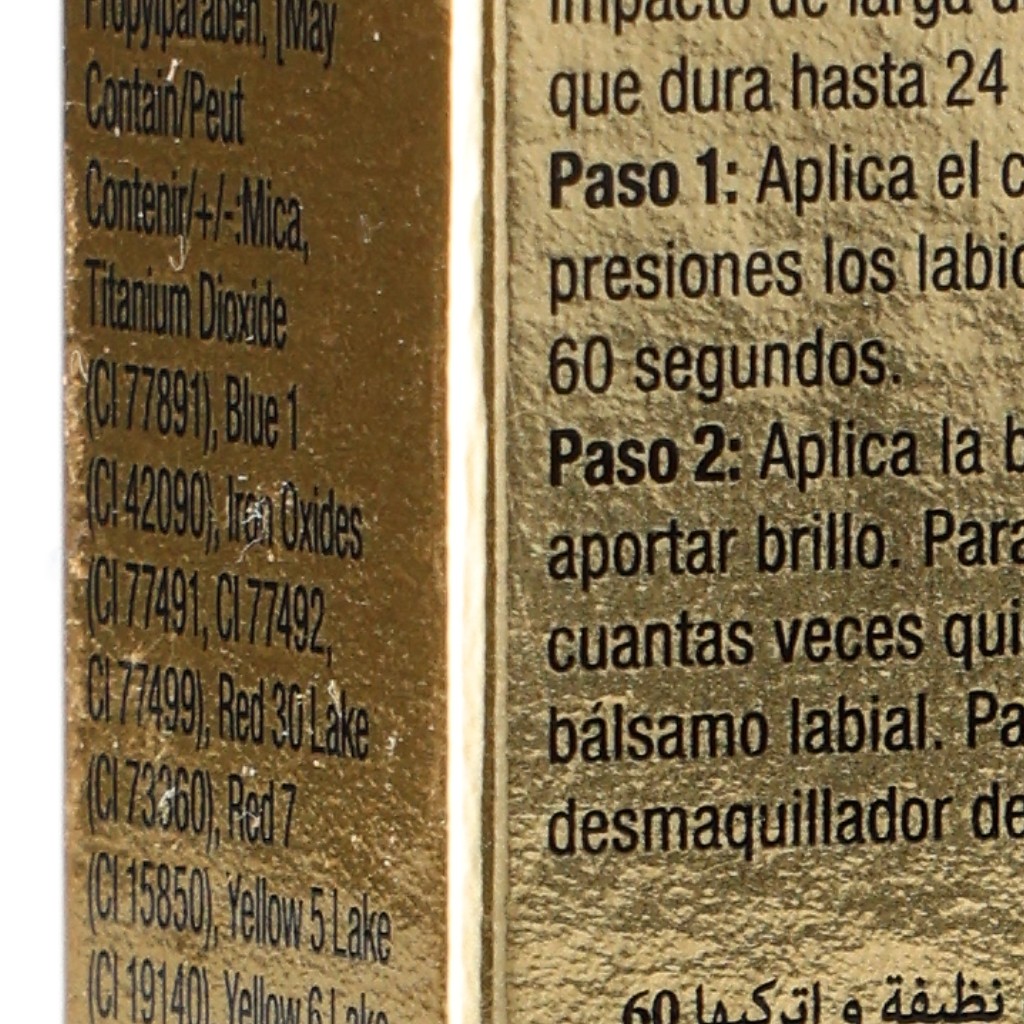 Propylparaben, [May
Contain/Peut
Contenir/+/-:Mica,
Titanium Dioxide
(CI 77891), Blue 1
(CI 42090), Iron Oxides
(CI 77491, CI 77492,
CI 77499), Red 30 Lake
(CI 73360), Red 7
(CI 15850), Yellow 5 Lake
(CI 19140), Yellow 6 Lake
impacto de larga
que dura hasta 24
Paso 1: Aplica el
presiones los
60 segundos.
Paso 2: Aplica la
aportar brillo. Para
cuantas veces
bálsamo labial.
desmaquillador de
نظيفة و اتركيها 60